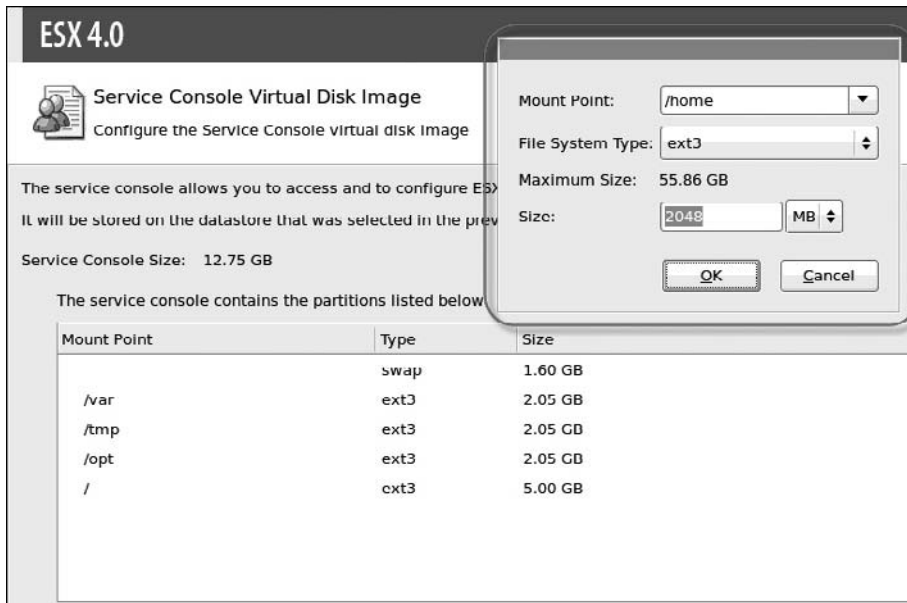 ESX 4.0
Service Console Virtual Disk Image
Configure the Service Console virtual disk image
The service console allows you to access and to configure ESX
It will be stored on the datastore that was selected in the prev
Service Console Size: 12.75 GB
The service console contains the partitions listed below
Mount Point Type Size
swap 1.60 GB
/var ext3 2.05 GB
/tmp ext3 2.05 GB
/opt ext3 2.05 GB
/ ext3 5.00 GB
Mount Point: /home
File System Type: ext3
Maximum Size: 55.86 GB
Size: 2048 MB
OK Cancel